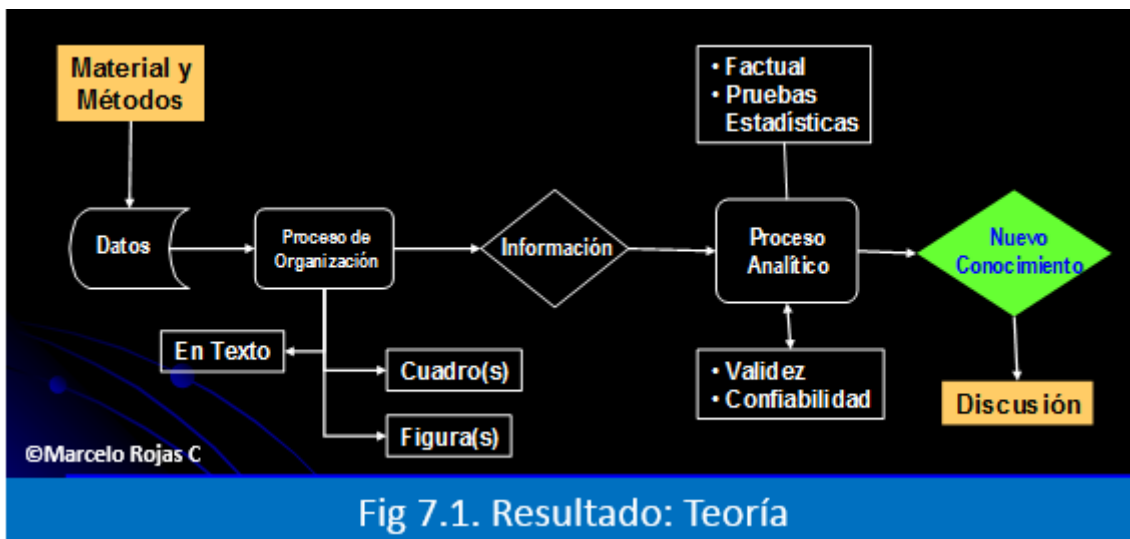 Material y
Métodos
• Factual
• Pruebas
Estadísticas
Datos
Proceso de
Organización
Información
Proceso
Analítico
Nuevo
Conocimiento
En Texto
Cuadro(s)
Figura(s)
• Validez
• Confiabilidad
Discusión
©Marcelo Rojas C
Fig 7.1. Resultado: Teoría